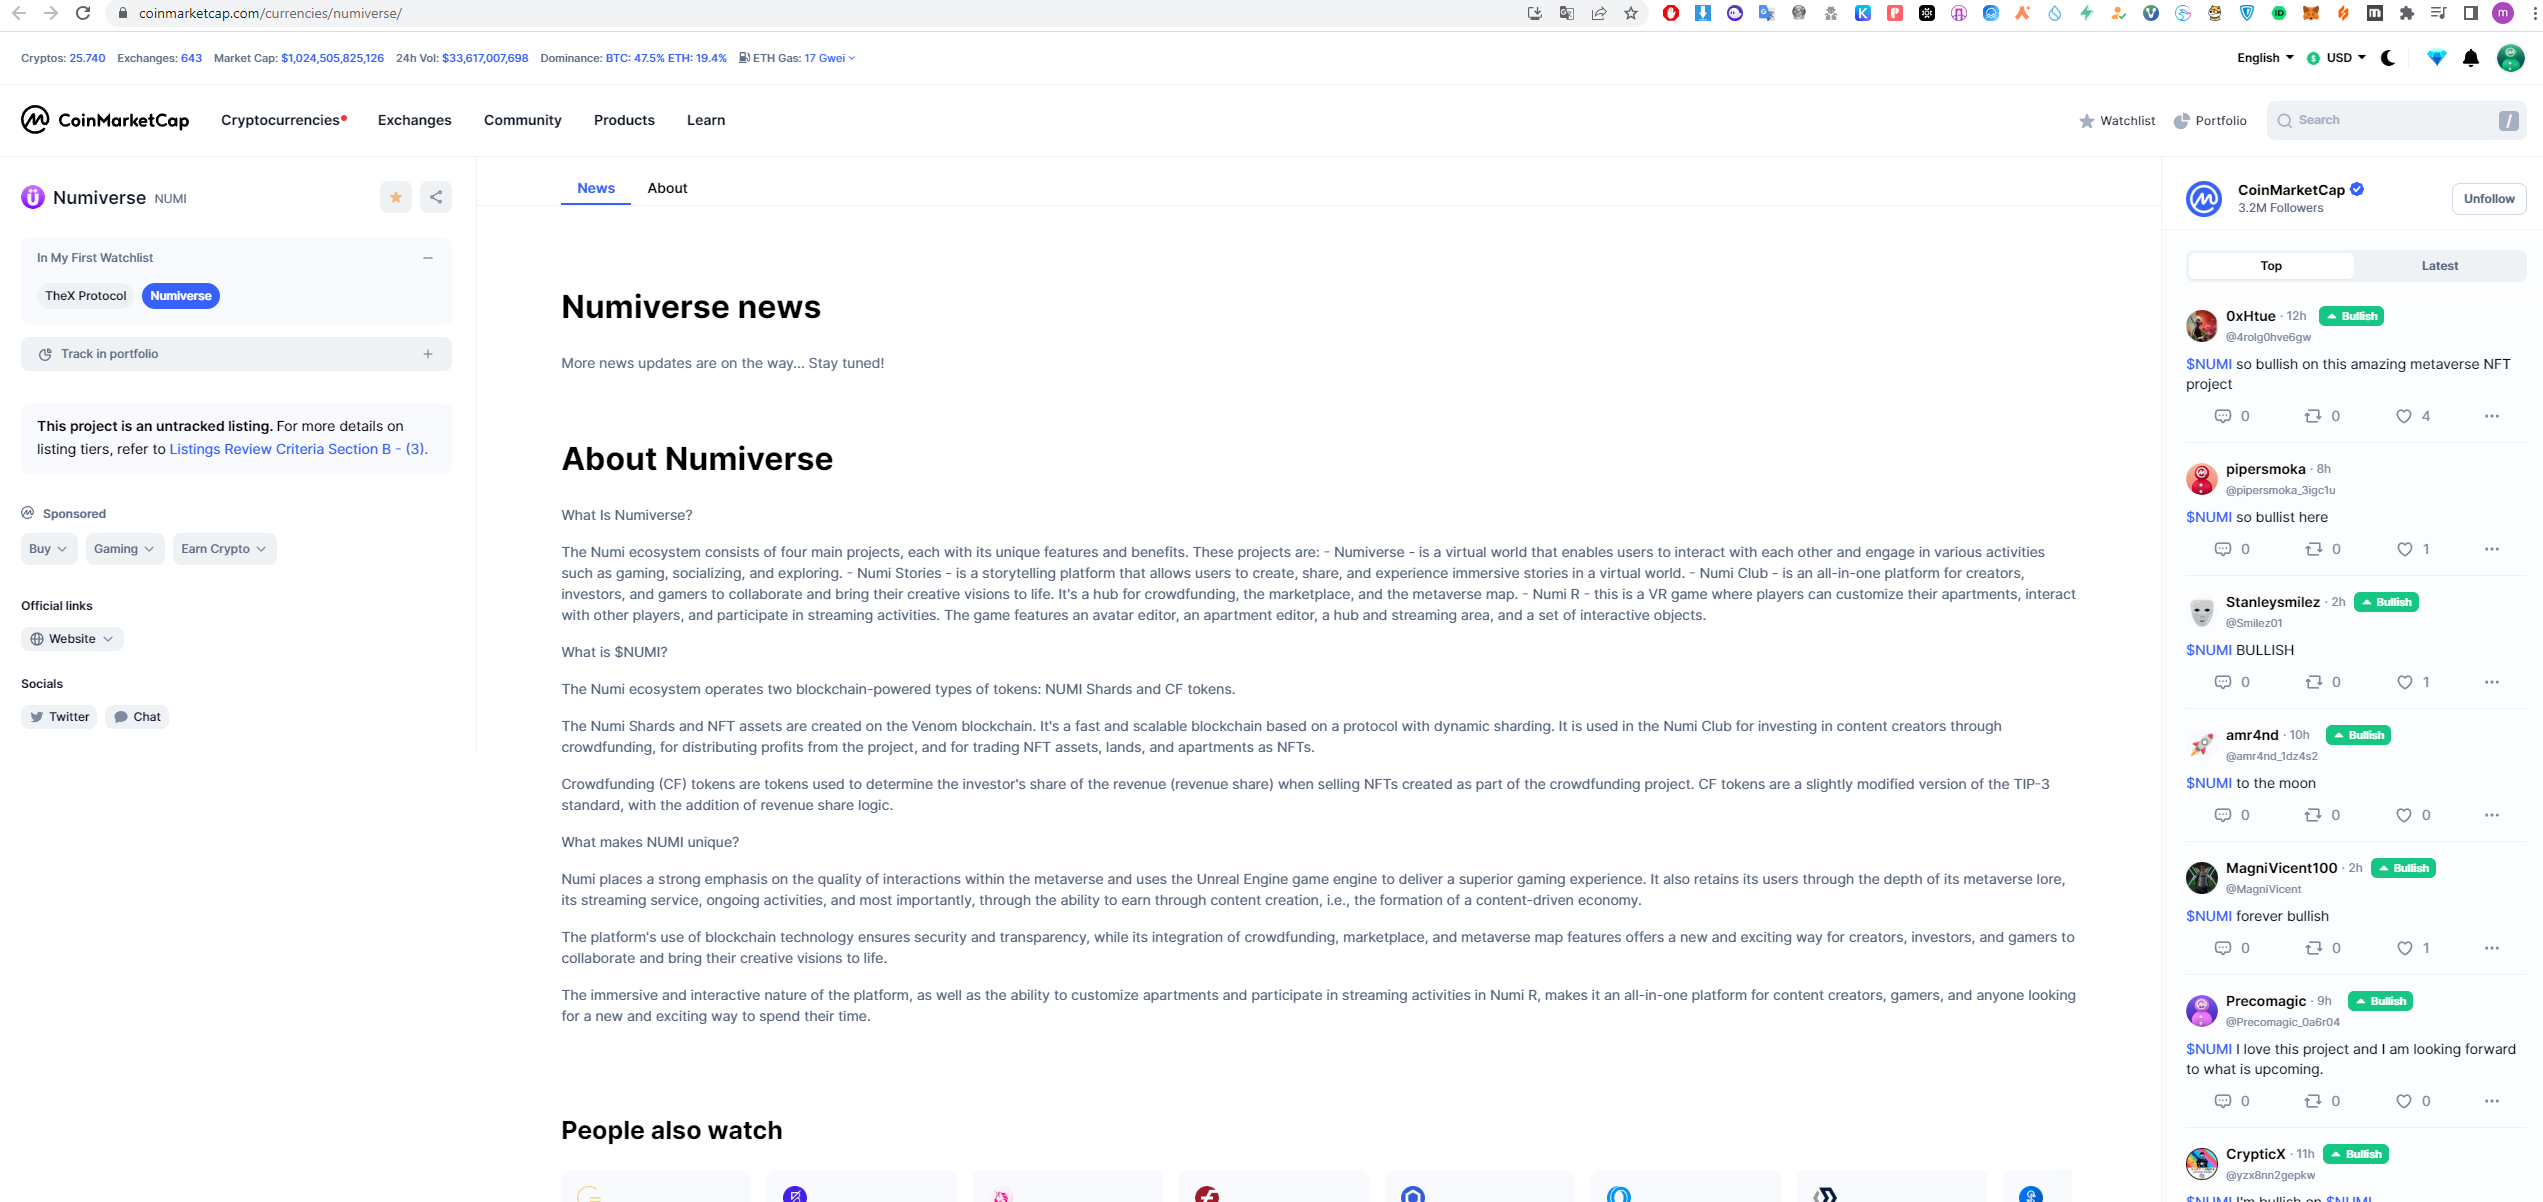 coinmarketcap.com/currencies/numiverse/
Cryptos: 25.740 Exchanges: 643 Market Cap: $1,024,505,825,126 24h Vol: $33,617,007,698 Dominance: BTC: 47.5% ETH: 19.4% ETH Gas: 17 Gwei
English USD
CoinMarketCap Cryptocurrencies Exchanges Community Products Learn
Watchlist Portfolio Search /
Numiverse NUMI
In My First Watchlist
TheX Protocol Numiverse
Track in portfolio
This project is an untracked listing. For more details on
listing tiers, refer to Listings Review Criteria Section B - (3).
Sponsored
Buy Gaming Earn Crypto
Official links
Website
Socials
Twitter Chat
News About
Numiverse news
More news updates are on the way... Stay tuned!
About Numiverse
What Is Numiverse?
The Numi ecosystem consists of four main projects, each with its unique features and benefits. These projects are: - Numiverse - is a virtual world that enables users to interact with each other and engage in various activities
such as gaming, socializing, and exploring. - Numi Stories - is a storytelling platform that allows users to create, share, and experience immersive stories in a virtual world. - Numi Club - is an all-in-one platform for creators,
investors, and gamers to collaborate and bring their creative visions to life. It's a hub for crowdfunding, the marketplace, and the metaverse map. - Numi R - this is a VR game where players can customize their apartments, interact
with other players, and participate in streaming activities. The game features an avatar editor, an apartment editor, a hub and streaming area, and a set of interactive objects.
What is $NUMI?
The Numi ecosystem operates two blockchain-powered types of tokens: NUMI Shards and CF tokens.
The Numi Shards and NFT assets are created on the Venom blockchain. It's a fast and scalable blockchain based on a protocol with dynamic sharding. It is used in the Numi Club for investing in content creators through
crowdfunding, for distributing profits from the project, and for trading NFT assets, lands, and apartments as NFTs.
Crowdfunding (CF) tokens are tokens used to determine the investor's share of the revenue (revenue share) when selling NFTs created as part of the crowdfunding project. CF tokens are a slightly modified version of the TIP-3
standard, with the addition of revenue share logic.
What makes NUMI unique?
Numi places a strong emphasis on the quality of interactions within the metaverse and uses the Unreal Engine game engine to deliver a superior gaming experience. It also retains its users through the depth of its metaverse lore,
its streaming service, ongoing activities, and most importantly, through the ability to earn through content creation, i.e., the formation of a content-driven economy.
The platform's use of blockchain technology ensures security and transparency, while its integration of crowdfunding, marketplace, and metaverse map features offers a new and exciting way for creators, investors, and gamers to
collaborate and bring their creative visions to life.
The immersive and interactive nature of the platform, as well as the ability to customize apartments and participate in streaming activities in Numi R, makes it an all-in-one platform for content creators, gamers, and anyone looking
for a new and exciting way to spend their time.
People also watch
CoinMarketCap
3.2M Followers
Unfollow
Top Latest
0xHtue · 12h Bullish
@4rolg0hve6gw
$NUMI so bullish on this amazing metaverse NFT
project
0 0 4
pipersmoka · 8h
@pipersmoka_3igc1u
$NUMI so bullist here
0 0 1
Stanleysmilez · 2h Bullish
@Smilez01
$NUMI BULLISH
0 0 1
amr4nd · 10h Bullish
@amr4nd_1dz4s2
$NUMI to the moon
0 0 0
MagniVicent100 · 2h Bullish
@MagniVicent
$NUMI forever bullish
0 0 1
Precomagic · 9h Bullish
@Precomagic_0a6r04
$NUMI I love this project and I am looking forward
to what is upcoming.
0 0 0
CrypticX · 11h Bullish
@yzx8nn2gepkw
$NUMI I'm bullish on $NUMI